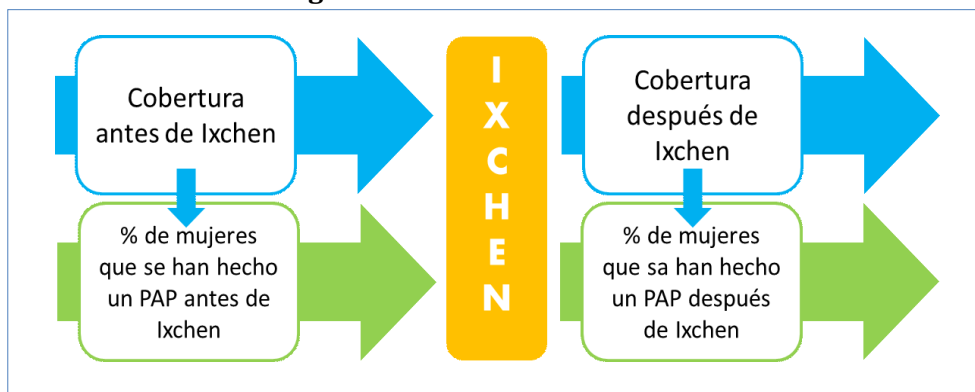 g
Cobertura
antes de Ixchen
% de mujeres
que se han hecho
un PAP antes de
Ixchen
IXCHEN
Cobertura
después de
Ixchen
% de mujeres
que sa han hecho
un PAP después
de Ixchen